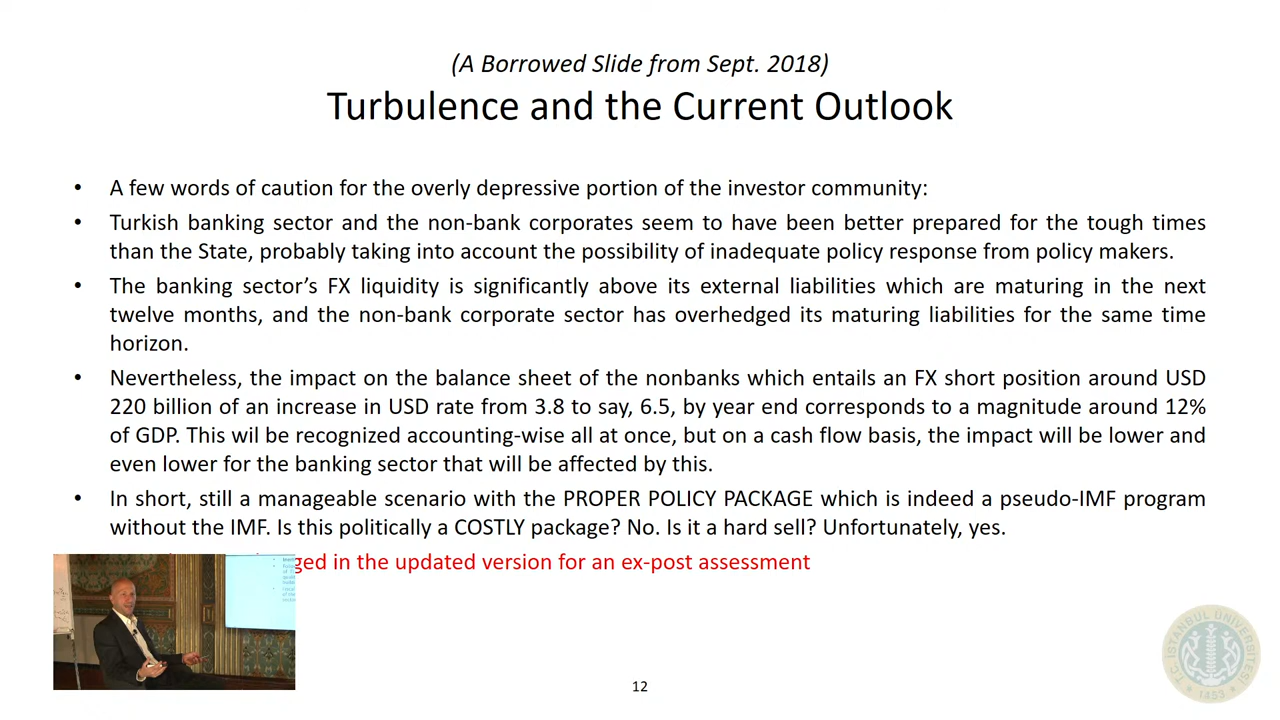 (A Borrowed Slide from Sept. 2018)
Turbulence and the Current Outlook
• A few words of caution for the overly depressive portion of the investor community:
• Turkish banking sector and the non-bank corporates seem to have been better prepared for the tough times
than the State, probably taking into account the possibility of inadequate policy response from policy makers.
• The banking sector's FX liquidity is significantly above its external liabilities which are maturing in the next
twelve months, and the non-bank corporate sector has overhedged its maturing liabilities for the same time
horizon.
• Nevertheless, the impact on the balance sheet of the nonbanks which entails an FX short position around USD
220 billion of an increase in USD rate from 3.8 to say, 6.5, by year end corresponds to a magnitude around 12%
of GDP. This wil be recognized accounting-wise all at once, but on a cash flow basis, the impact will be lower and
even lower for the banking sector that will be affected by this.
• In short, still a manageable scenario with the PROPER POLICY PACKAGE which is indeed a pseudo-IMF program
without the IMF. Is this politically a COSTLY package? No. Is it a hard sell? Unfortunately, yes.
ged in the updated version for an ex-post assessment
T.C. İSTANBUL ÜNİVERSİTESİ
• 1453 •
12